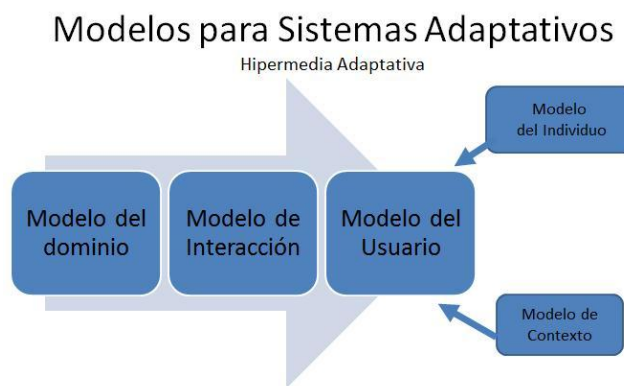 Modelos para Sistemas Adaptativos
Hipermedia Adaptativa
Modelo
del Individuo
Modelo del
dominio
Modelo de
Interacción
Modelo del
Usuario
Modelo de
Contexto